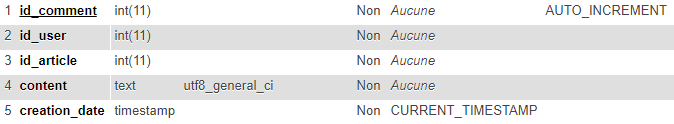 1 id_comment int(11) Non Aucune AUTO_INCREMENT
2 id_user int(11) Non Aucune
3 id_article int(11) Non Aucune
4 content text utf8_general_ci Non Aucune
5 creation_date timestamp Non CURRENT_TIMESTAMP